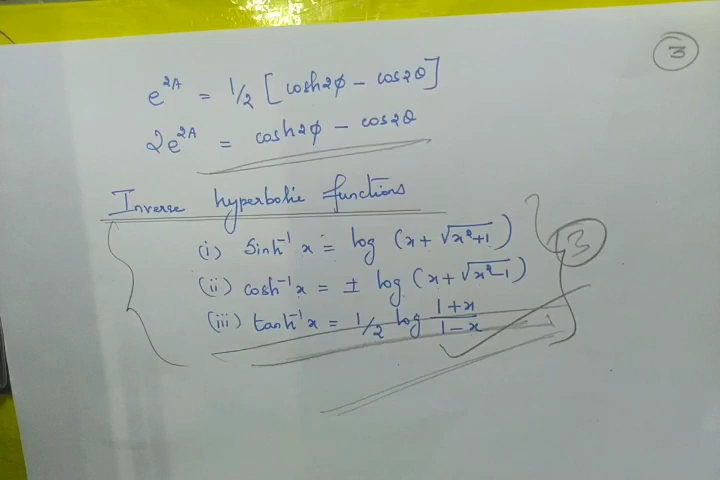 3
e^{2A} = 1/2 [cosh2φ − cos2θ]
2e^{2A} = cosh2φ − cos2θ
Inverse hyperbolic functions
(i) Sinh⁻¹ x = log (x + √x²+1)
(ii) cosh⁻¹x = ± log (x + √x²-1)
(iii) tanh⁻¹x = 1/2 log 1+x / 1-x
3